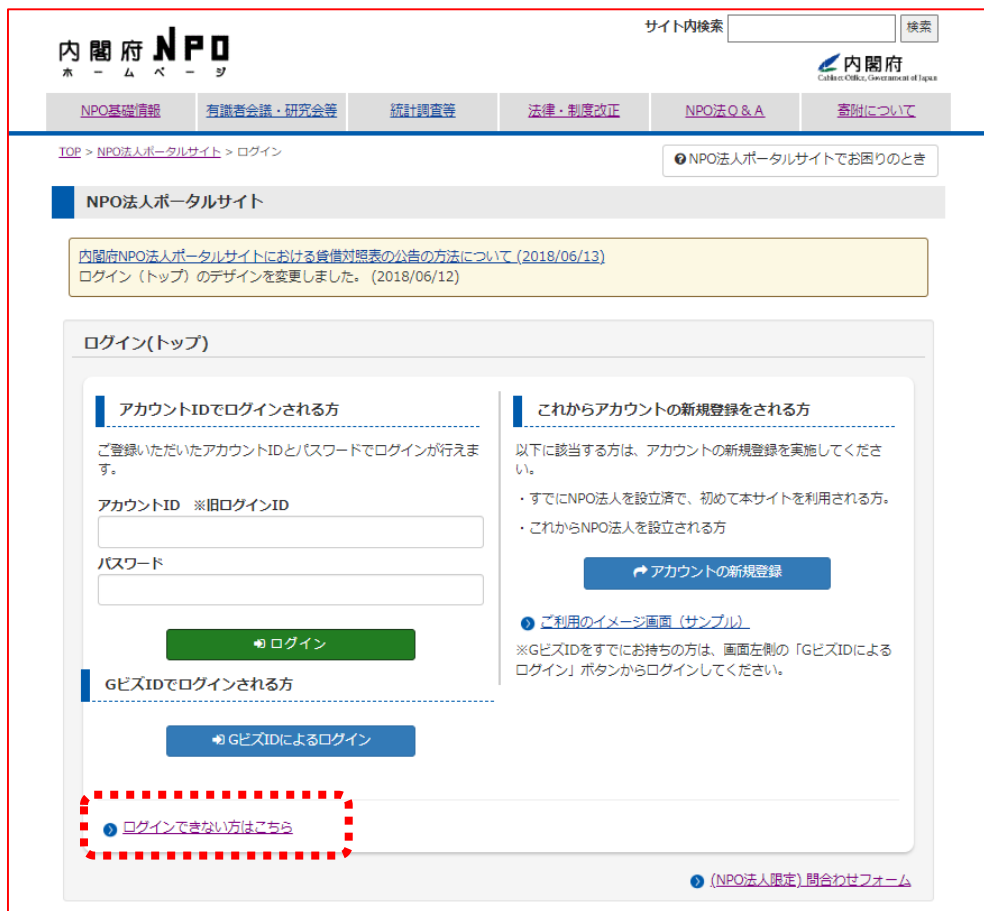 サイト内検索 検索
内閣府NPO
ホームページ
内閣府
Cabinet Office, Government of Japan
NPO基礎情報 有識者会議・研究会等 統計調査等 法律・制度改正 NPO法Q&A 寄附について
TOP > NPO法人ポータルサイト > ログイン
NPO法人ポータルサイトでお困りのとき
NPO法人ポータルサイト
内閣府NPO法人ポータルサイトにおける貸借対照表の公告の方法について (2018/06/13)
ログイン（トップ）のデザインを変更しました。 (2018/06/12)
ログイン(トップ)
アカウントIDでログインされる方
ご登録いただいたアカウントIDとパスワードでログインが行えま
す。
アカウントID ※旧ログインID
パスワード
ログイン
GビズIDでログインされる方
GビズIDによるログイン
これからアカウントの新規登録をされる方
以下に該当する方は、アカウントの新規登録を実施してくださ
い。
・すでにNPO法人を設立済で、初めて本サイトを利用される方。
・これからNPO法人を設立される方
アカウントの新規登録
ご利用のイメージ画面（サンプル）
※GビズIDをすでにお持ちの方は、画面左側の「GビズIDによる
ログイン」ボタンからログインしてください。
ログインできない方はこちら
(NPO法人限定) 問合わせフォーム